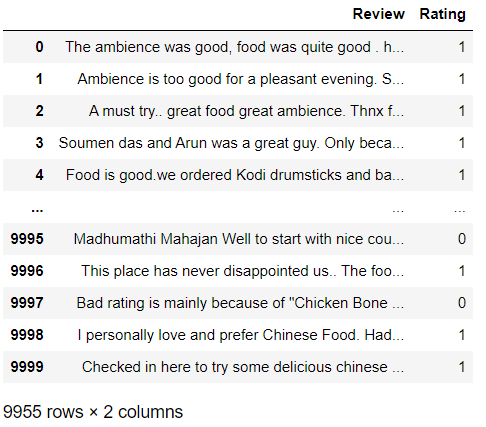 Review Rating
0 The ambience was good, food was quite good . h... 1
1 Ambience is too good for a pleasant evening. S... 1
2 A must try.. great food great ambience. Thnx f... 1
3 Soumen das and Arun was a great guy. Only beca... 1
4 Food is good.we ordered Kodi drumsticks and ba... 1
... ... ...
9995 Madhumathi Mahajan Well to start with nice cou... 0
9996 This place has never disappointed us.. The foo... 1
9997 Bad rating is mainly because of "Chicken Bone ... 0
9998 I personally love and prefer Chinese Food. Had... 1
9999 Checked in here to try some delicious chinese ... 1
9955 rows × 2 columns